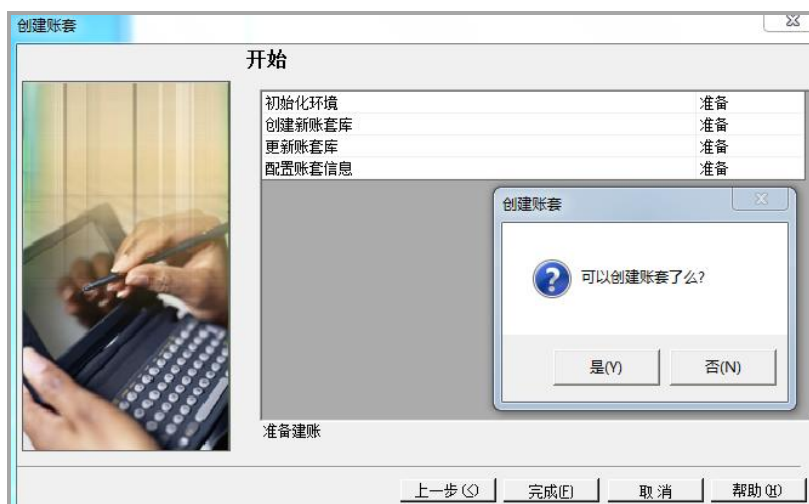 创建账套
开始
初始化环境 准备
创建新账套库 准备
更新账套库 准备
配置账套信息 准备
创建账套
可以创建账套了么?
是(Y) 否(N)
准备建账
上一步(<) 完成(F) 取消 帮助(H)